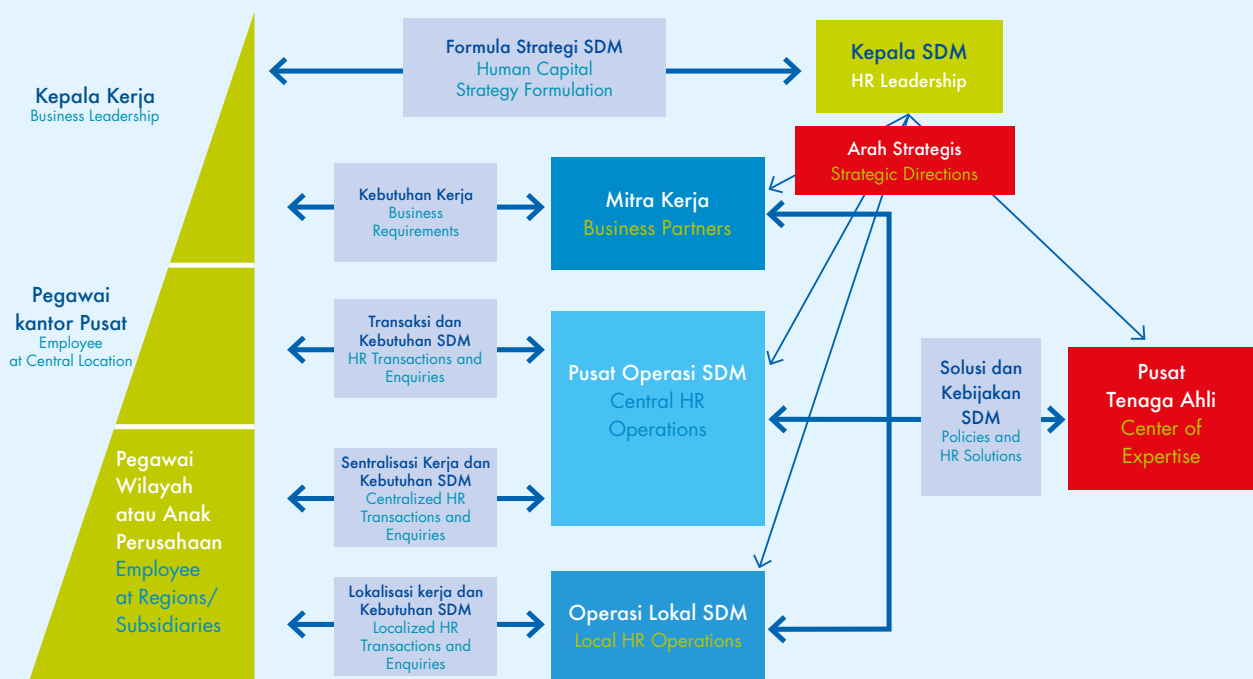 Formula Strategi SDM
Human Capital
Strategy Formulation
Kepala SDM
HR Leadership
Kepala Kerja
Business Leadership
Arah Strategis
Strategic Directions
Kebutuhan Kerja
Business
Requirements
Mitra Kerja
Business Partners
Pegawai
kantor Pusat
Employee
at Central Location
Transaksi dan
Kebutuhan SDM
HR Transactions and
Enquiries
Pusat Operasi SDM
Central HR
Operations
Solusi dan
Kebijakan
SDM
Policies and
HR Solutions
Pusat
Tenaga Ahli
Center of
Expertise
Pegawai
Wilayah
atau Anak
Perusahaan
Employee
at Regions/
Subsidiaries
Sentralisasi Kerja dan
Kebutuhan SDM
Centralized HR
Transactions and
Enquiries
Lokalisasi kerja dan
Kebutuhan SDM
Localized HR
Transactions and
Enquiries
Operasi Lokal SDM
Local HR Operations